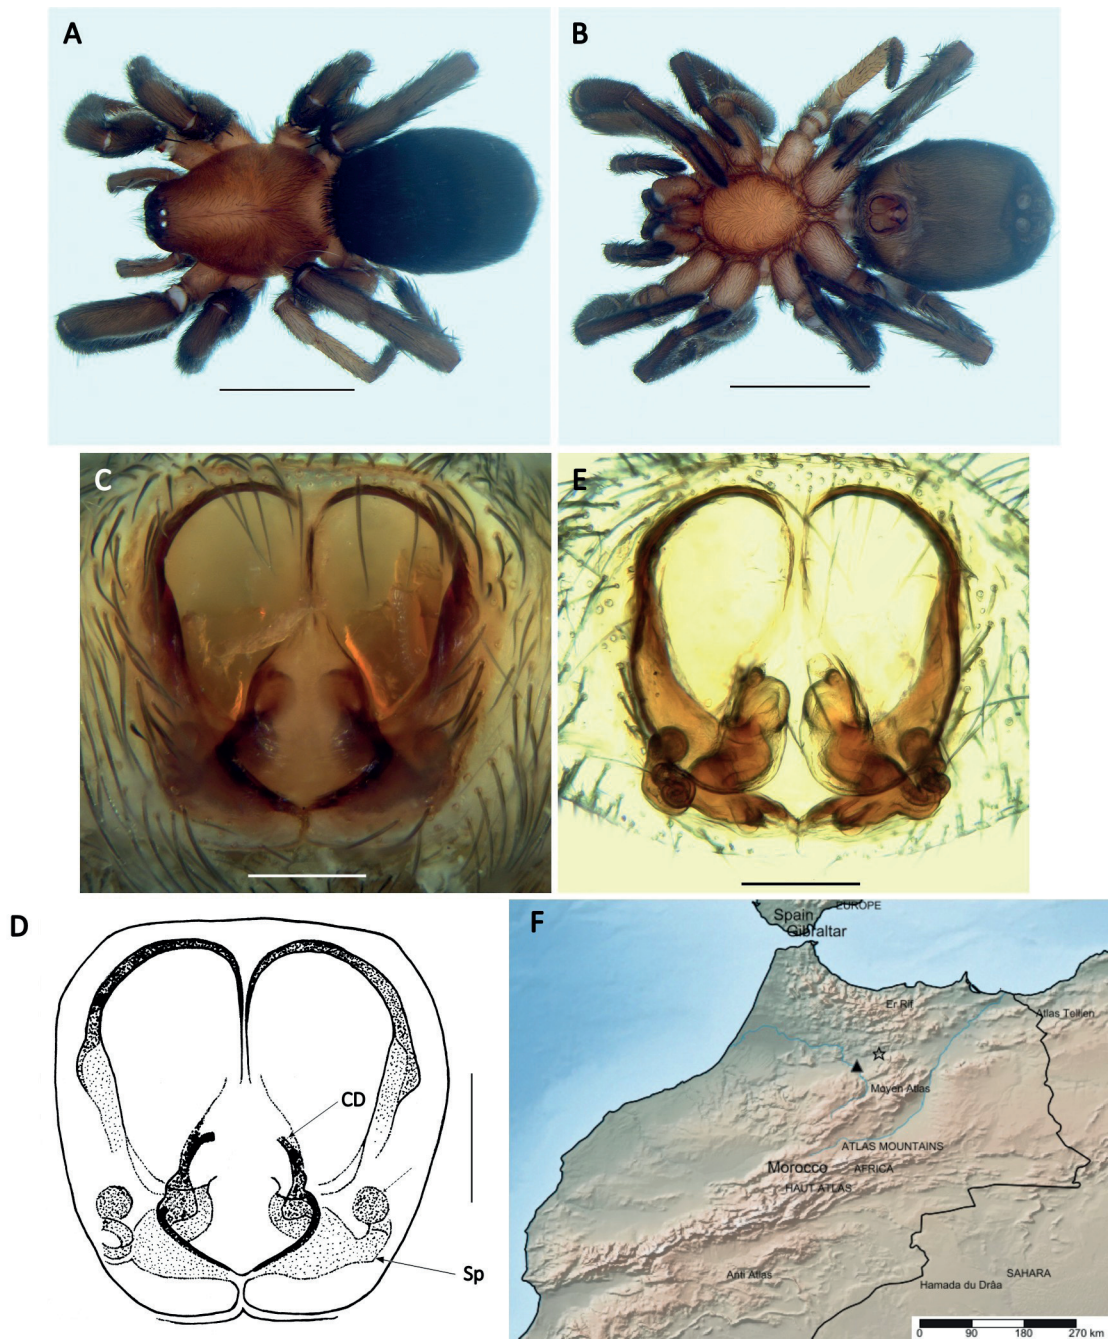 A
B
C
E
D
CD
Sp
F
EUROPE
Spain
Gibraltar
Er Rif
Atlas Tellien
Moyen Atlas
ATLAS MOUNTAINS
Morocco
AFRICA
HAUT ATLAS
Anti Atlas
SAHARA
Hamada du Drâa
0 90 180 270 km